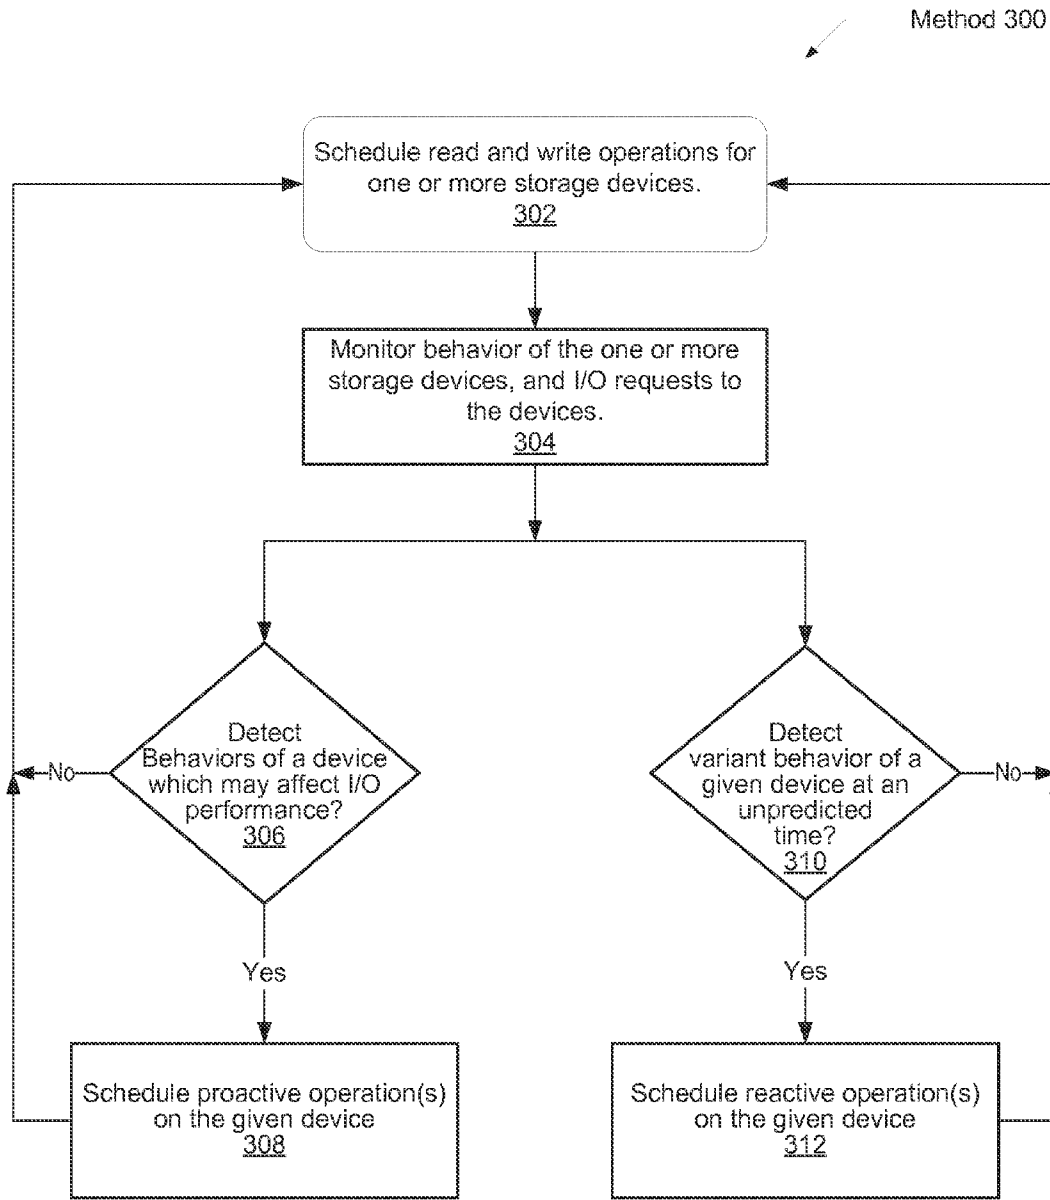 Method 300
Schedule read and write operations for
one or more storage devices.
302
Monitor behavior of the one or more
storage devices, and I/O requests to
the devices.
304
Detect
Behaviors of a device
which may affect I/O
performance?
306
No
Yes
Schedule proactive operation(s)
on the given device
308
Detect
variant behavior of a
given device at an
unpredicted
time?
310
No
Yes
Schedule reactive operation(s)
on the given device
312